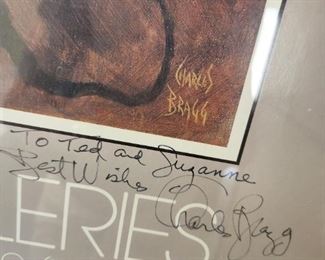 CHARLES
BRAGG
To Ted and Suzanne
Best Wishes
Charles Bragg
LERIES